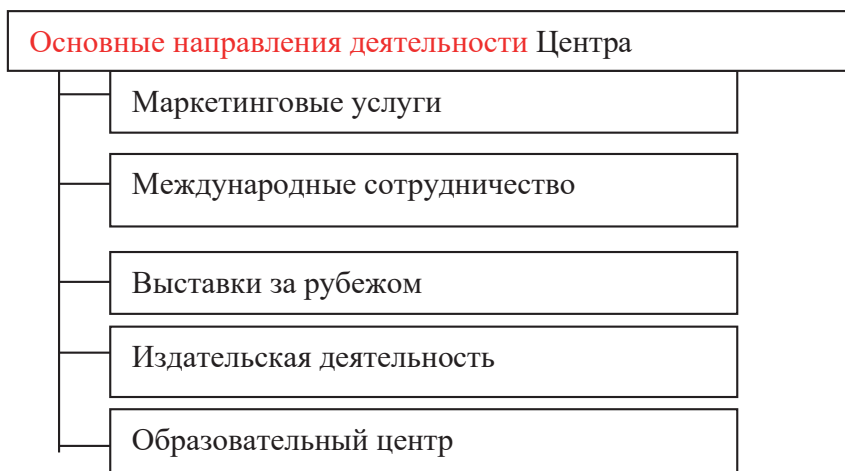 Основные направления деятельности Центра
Маркетинговые услуги
Международные сотрудничество
Выставки за рубежом
Издательская деятельность
Образовательный центр